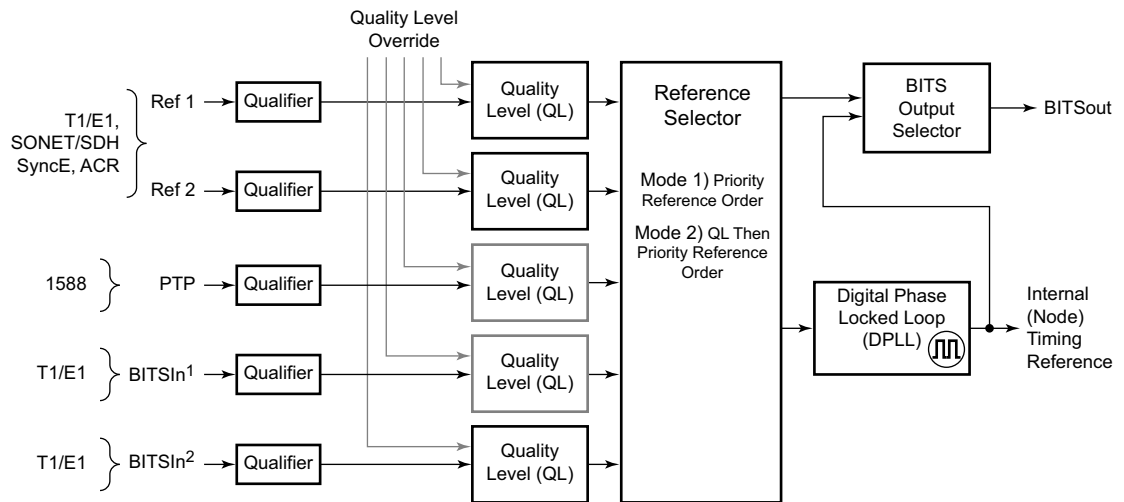 Quality Level
Override
T1/E1,
SONET/SDH
SyncE, ACR
Ref 1
Qualifier
Quality
Level (QL)
Ref 2
Qualifier
Quality
Level (QL)
1588
PTP
Qualifier
Quality
Level (QL)
T1/E1
BITSIn¹
Qualifier
Quality
Level (QL)
T1/E1
BITSIn²
Qualifier
Quality
Level (QL)
Reference
Selector
Mode 1) Priority
Reference Order
Mode 2) QL Then
Priority Reference
Order
BITS
Output
Selector
BITSout
Digital Phase
Locked Loop
(DPLL)
Internal
(Node)
Timing
Reference